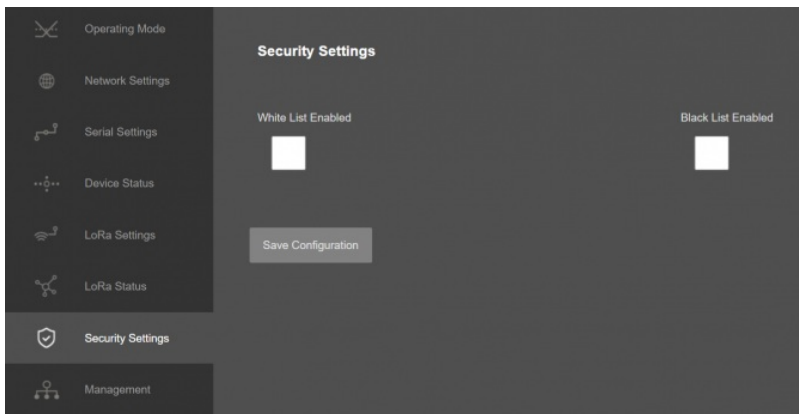 Operating Mode
Network Settings
Serial Settings
Device Status
LoRa Settings
LoRa Status
Security Settings
Management
Security Settings
White List Enabled
Black List Enabled
Save Configuration